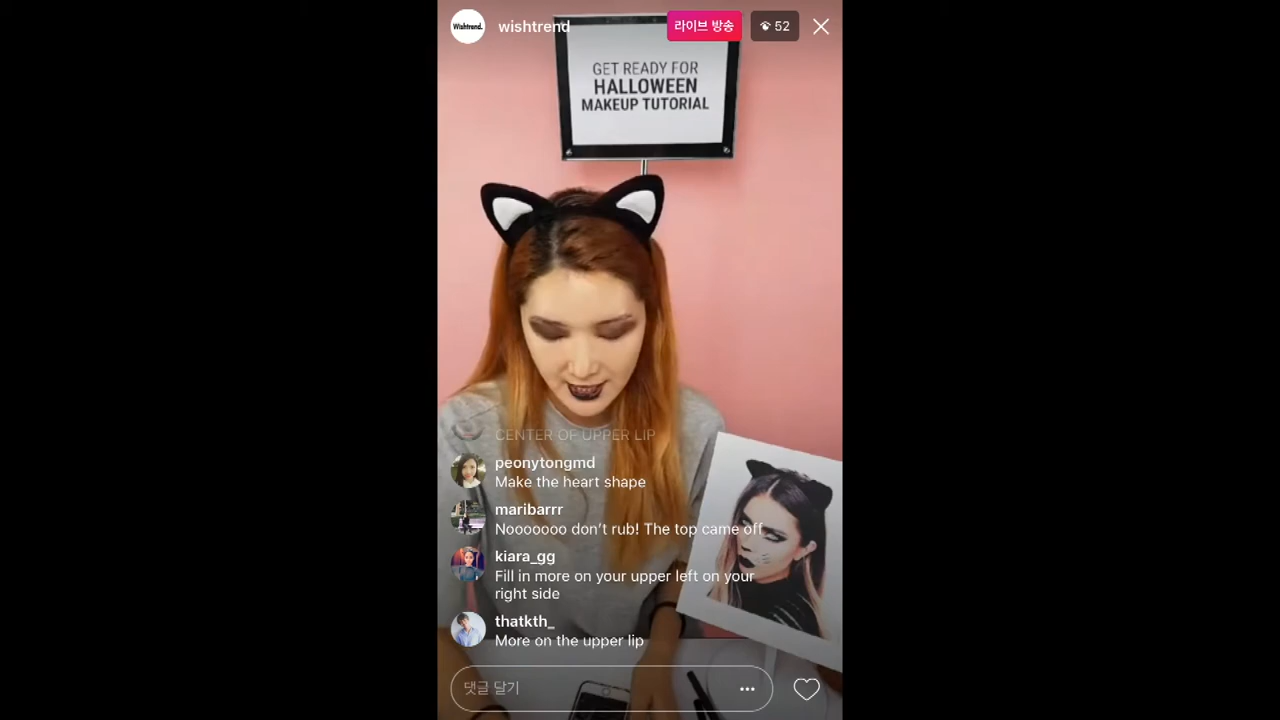 Wishtrend.
wishtrend
라이브 방송
52
GET READY FOR
HALLOWEEN
MAKEUP TUTORIAL
CENTER OF UPPER LIP
peonytongmd
Make the heart shape
maribarrr
Nooooooo don't rub! The top came off
kiara_gg
Fill in more on your upper left on your
right side
thatkth_
More on the upper lip
댓글 달기